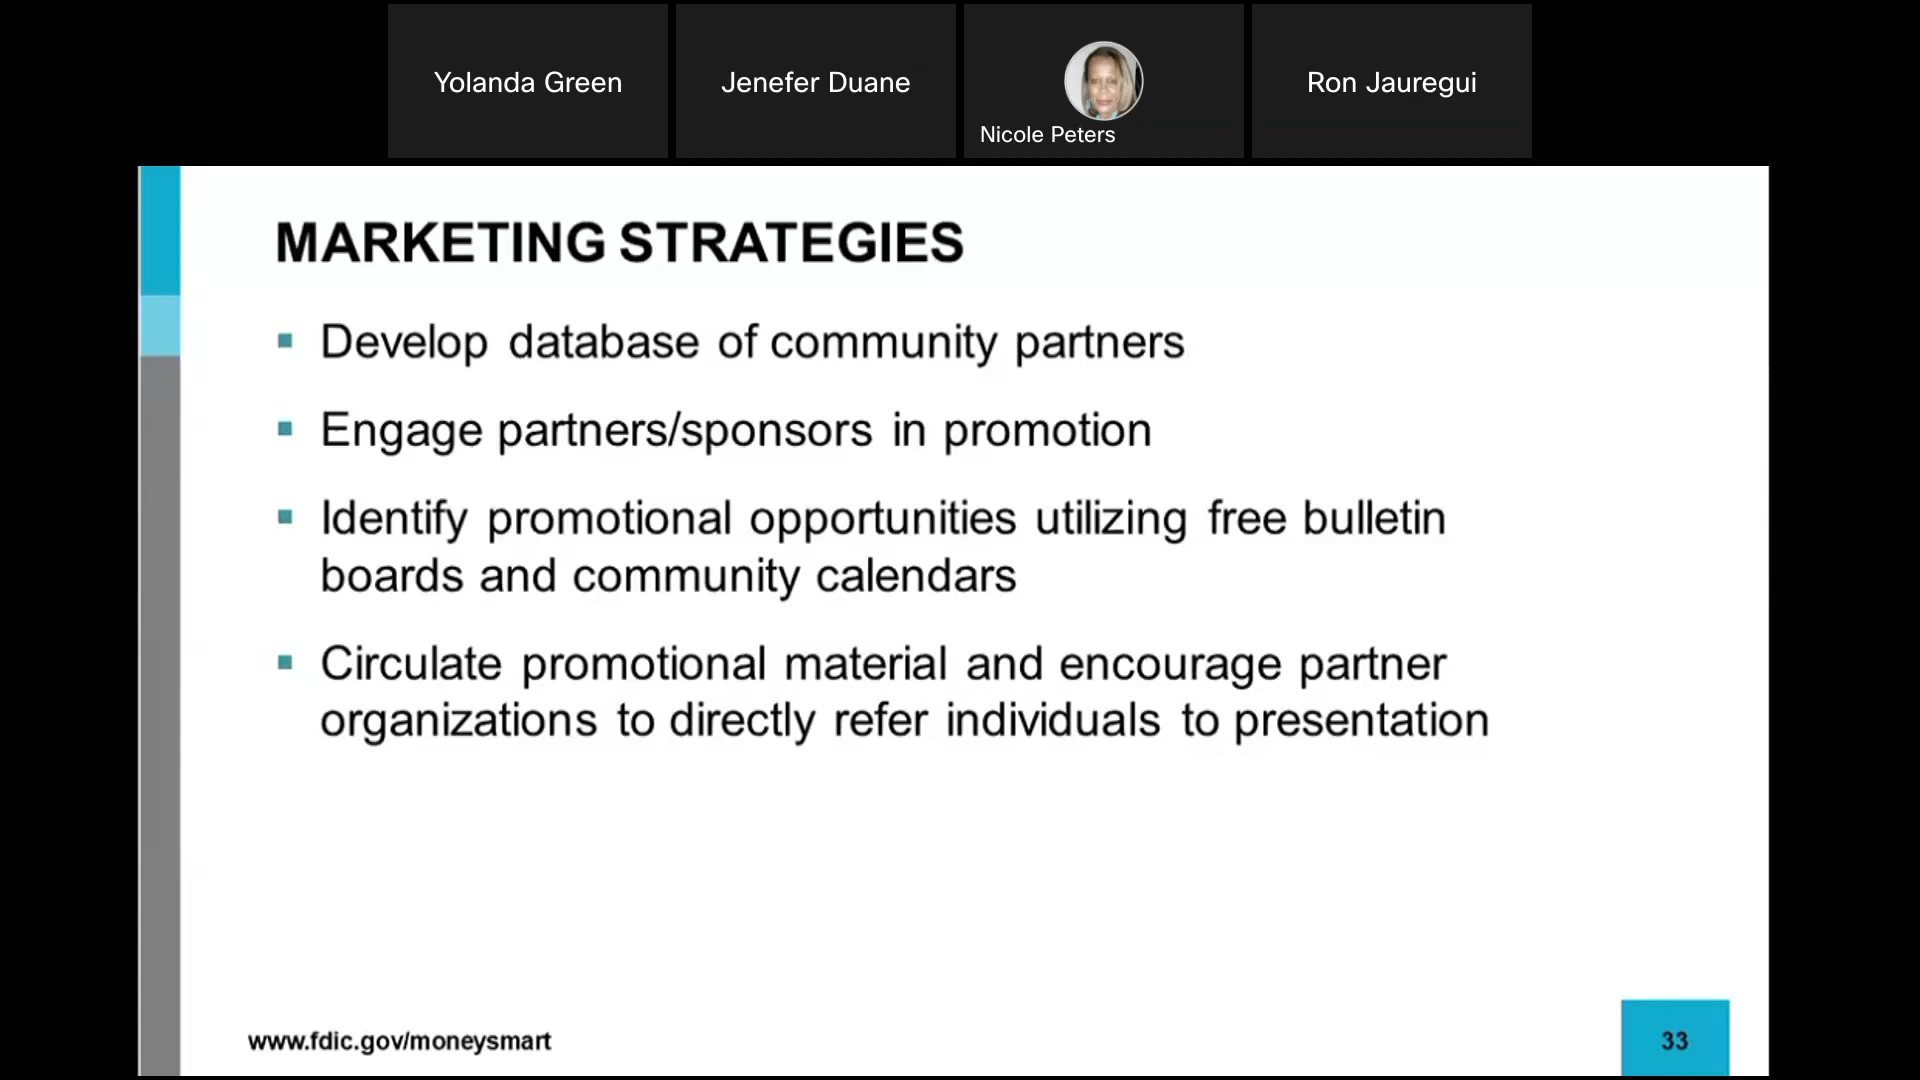 Yolanda Green
Jenefer Duane
Nicole Peters
Ron Jauregui
MARKETING STRATEGIES
▪ Develop database of community partners
▪ Engage partners/sponsors in promotion
▪ Identify promotional opportunities utilizing free bulletin
boards and community calendars
▪ Circulate promotional material and encourage partner
organizations to directly refer individuals to presentation
www.fdic.gov/moneysmart
33